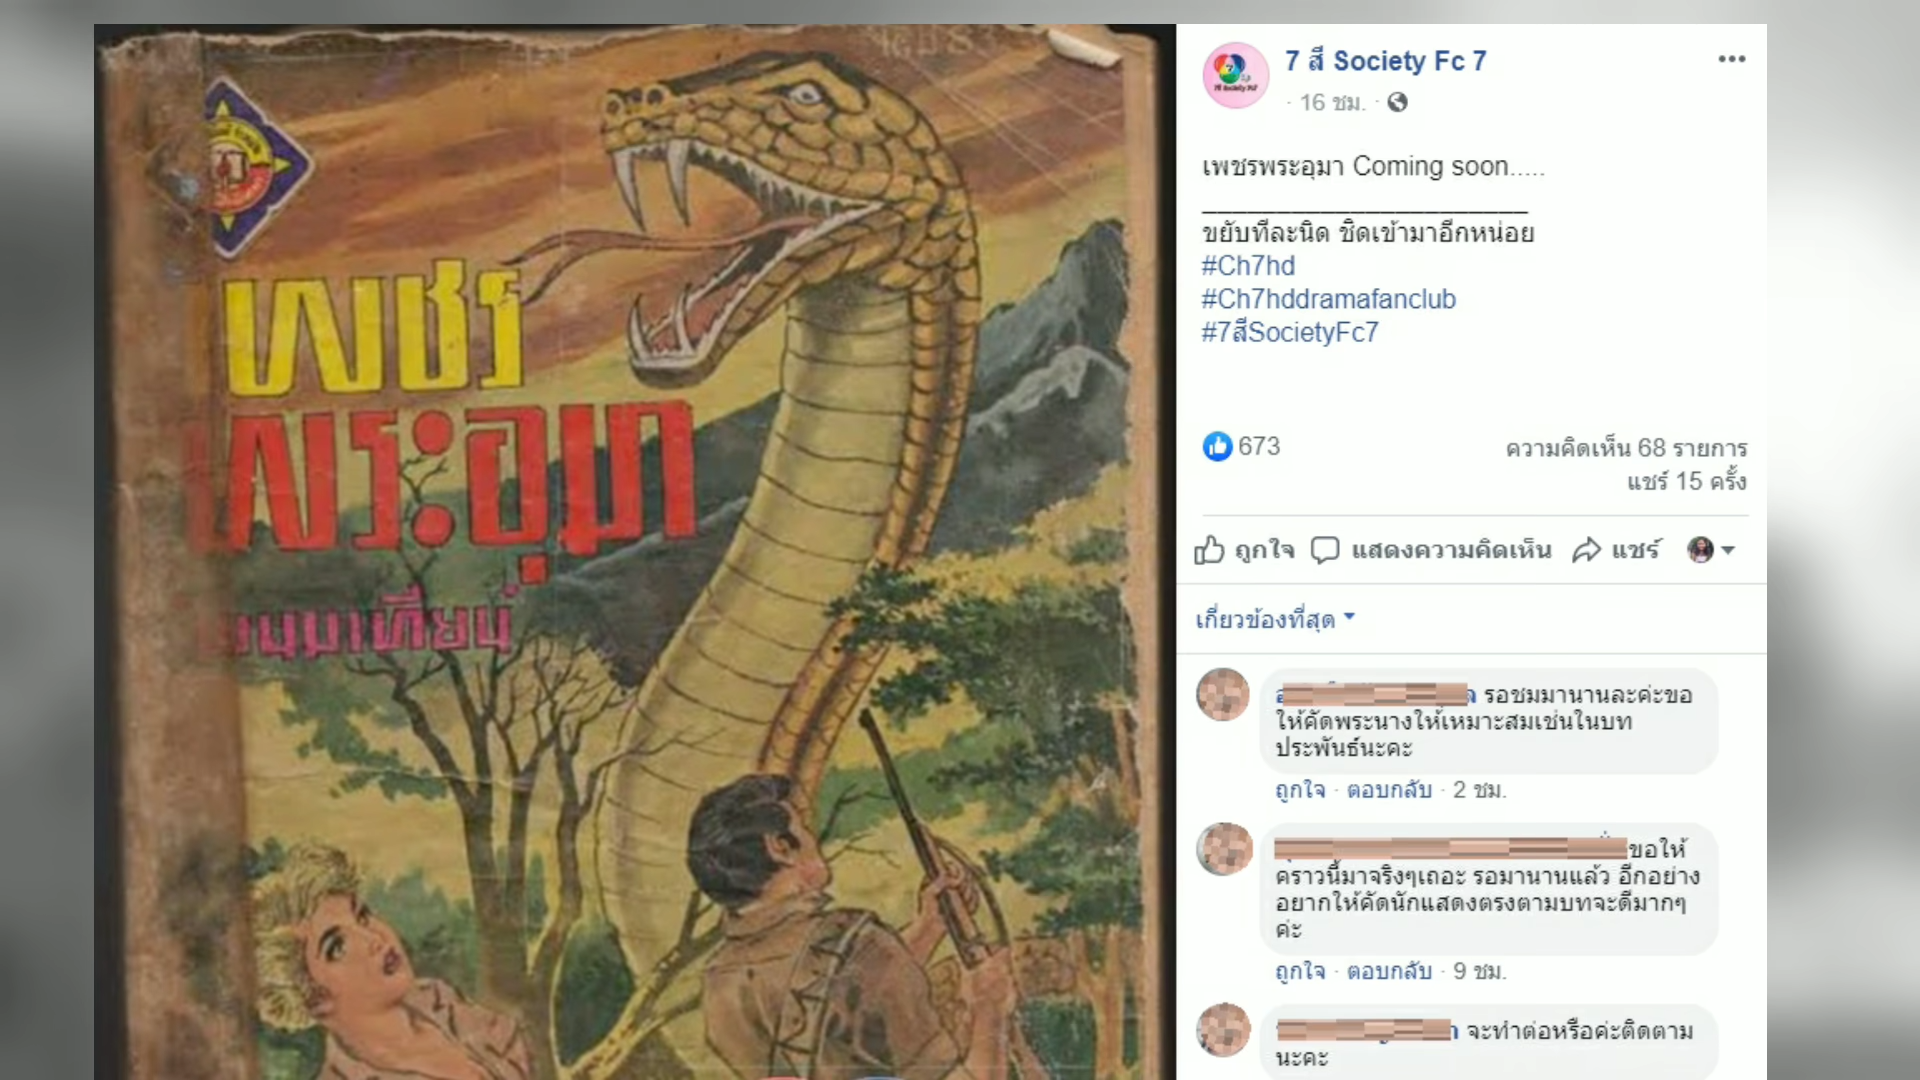 เพชร
พระอุมา
7 สี Society Fc 7
· 16 ชม. ·
เพชรพระอุมา Coming soon.....
_______________________
ขยับทีละนิด ชิดเข้ามาอีกหน่อย
#Ch7hd
#Ch7hddramafanclub
#7สีSocietyFc7
673
ความคิดเห็น 68 รายการ
แชร์ 15 ครั้ง
ถูกใจ แสดงความคิดเห็น แชร์
เกี่ยวข้องที่สุด
รอชมมานานละค่ะขอ
ให้คัดพระนางให้เหมาะสมเช่นในบท
ประพันธ์นะคะ
ถูกใจ · ตอบกลับ · 2 ชม.
ขอให้
คราวนี้มาจริงๆเถอะ รอมานานแล้ว อีกอย่าง
อยากให้คัดนักแสดงตรงตามบทจะดีมากๆ
ค่ะ
ถูกใจ · ตอบกลับ · 9 ชม.
จะทำต่อหรือค่ะติดตาม
นะคะ